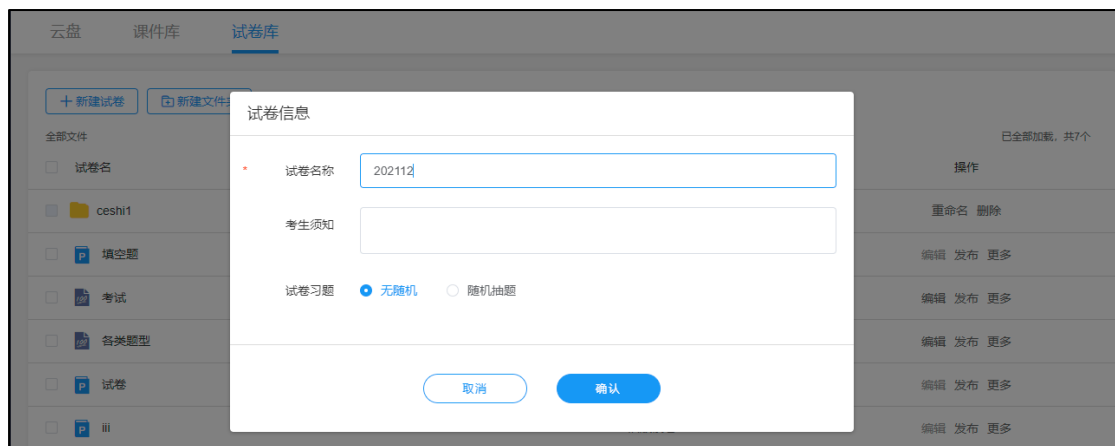 云盘 课件库 试卷库
新建试卷 新建文件
全部文件 已全部加载，共7个
试卷名 操作
ceshi1 重命名 删除
填空题 编辑 发布 更多
考试 编辑 发布 更多
各类题型 编辑 发布 更多
试卷 编辑 发布 更多
iii 编辑 发布 更多
试卷信息
* 试卷名称 202112
考生须知
试卷习题 无随机 随机抽题
取消 确认